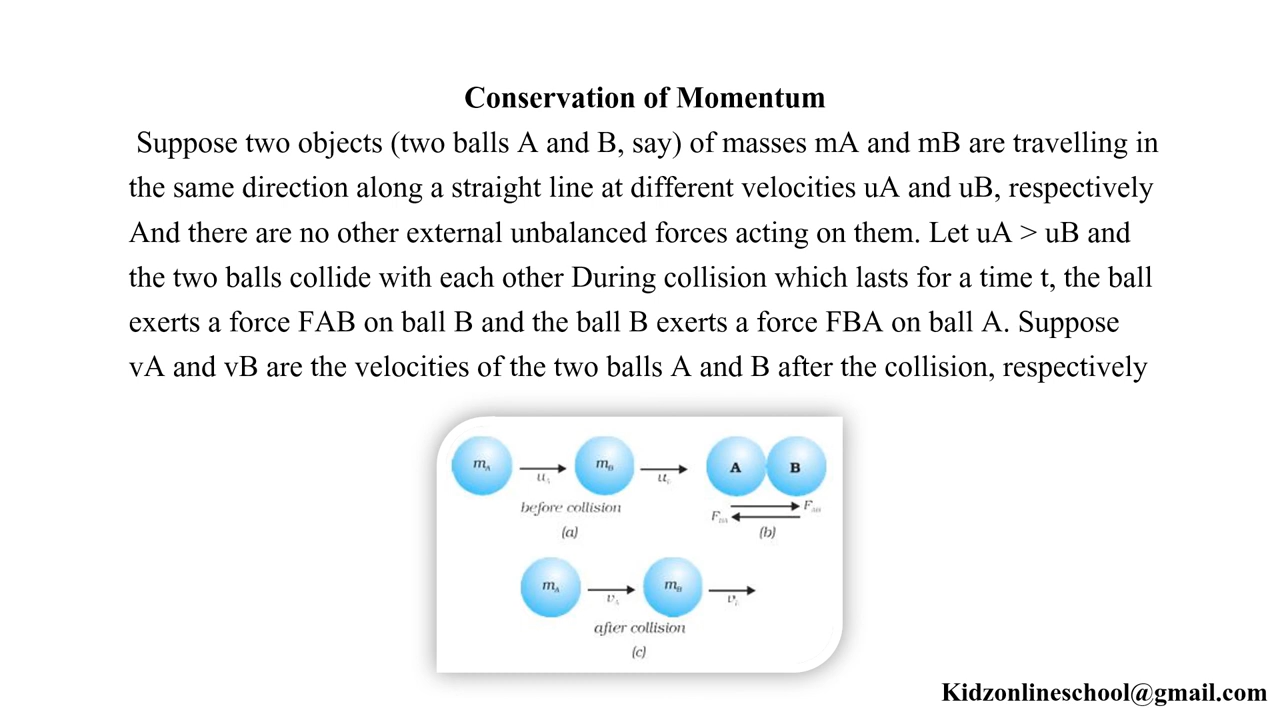 Conservation of Momentum
Suppose two objects (two balls A and B, say) of masses mA and mB are travelling in
the same direction along a straight line at different velocities uA and uB, respectively
And there are no other external unbalanced forces acting on them. Let uA > uB and
the two balls collide with each other During collision which lasts for a time t, the ball
exerts a force FAB on ball B and the ball B exerts a force FBA on ball A. Suppose
vA and vB are the velocities of the two balls A and B after the collision, respectively
mA mB A B
uA u
FAB
before collision FBA
(a) (b)
mA mB
vA v
after collision
(c)
Kidzonlineschool@gmail.com